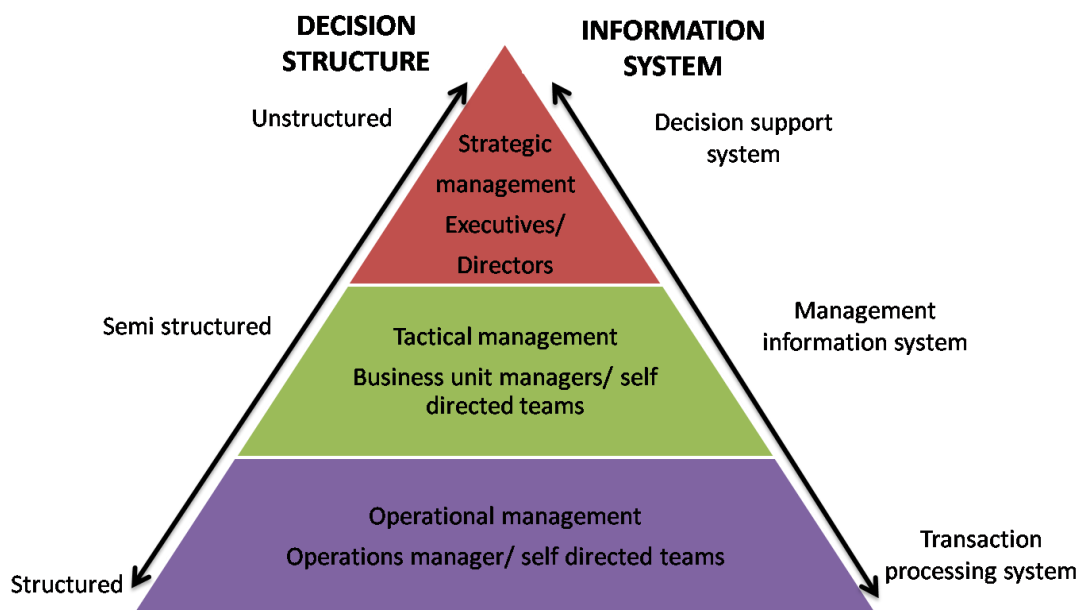 DECISION
STRUCTURE
INFORMATION
SYSTEM
Unstructured
Decision support
system
Strategic
management
Executives/
Directors
Semi structured
Management
information system
Tactical management
Business unit managers/ self
directed teams
Operational management
Operations manager/ self directed teams
Structured
Transaction
processing system